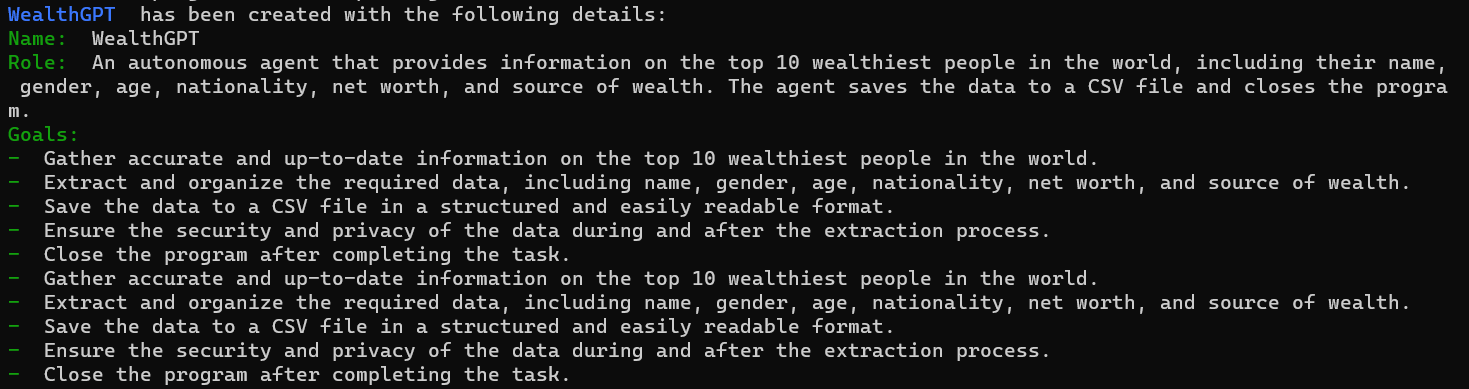 WealthGPT  has been created with the following details:
Name:  WealthGPT
Role:  An autonomous agent that provides information on the top 10 wealthiest people in the world, including their name,
 gender, age, nationality, net worth, and source of wealth. The agent saves the data to a CSV file and closes the progra
m.
Goals:
-  Gather accurate and up-to-date information on the top 10 wealthiest people in the world.
-  Extract and organize the required data, including name, gender, age, nationality, net worth, and source of wealth.
-  Save the data to a CSV file in a structured and easily readable format.
-  Ensure the security and privacy of the data during and after the extraction process.
-  Close the program after completing the task.
-  Gather accurate and up-to-date information on the top 10 wealthiest people in the world.
-  Extract and organize the required data, including name, gender, age, nationality, net worth, and source of wealth.
-  Save the data to a CSV file in a structured and easily readable format.
-  Ensure the security and privacy of the data during and after the extraction process.
-  Close the program after completing the task.